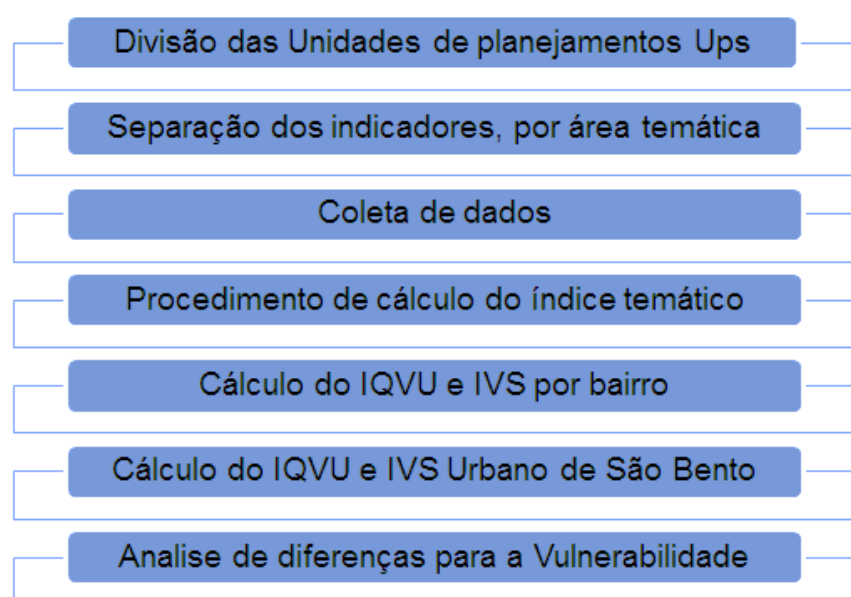 Divisão das Unidades de planejamentos Ups
Separação dos indicadores, por área temática
Coleta de dados
Procedimento de cálculo do índice temático
Cálculo do IQVU e IVS por bairro
Cálculo do IQVU e IVS Urbano de São Bento
Analise de diferenças para a Vulnerabilidade